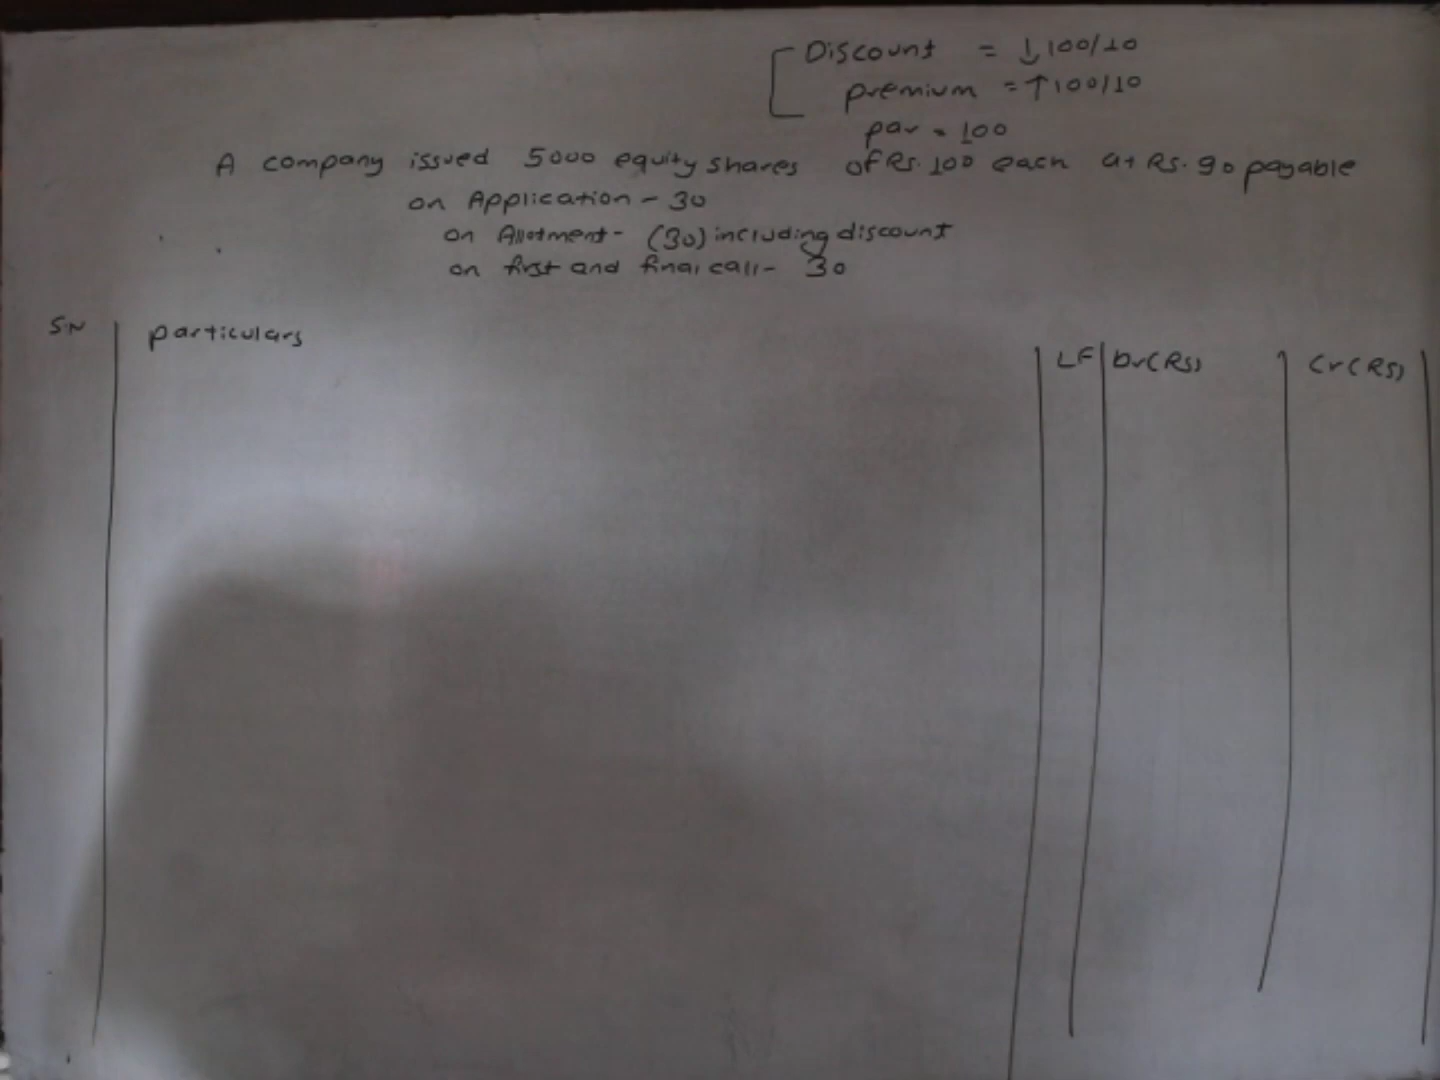 Discount = ↓100/10
premium = ↑100/10
par = 100
A company issued 5000 equity shares of Rs. 100 each at Rs. 90 payable
on Application - 30
on Allotment - (30) including discount
on first and final call - 30
S.N particulars LF Dr(RS) Cr(RS)